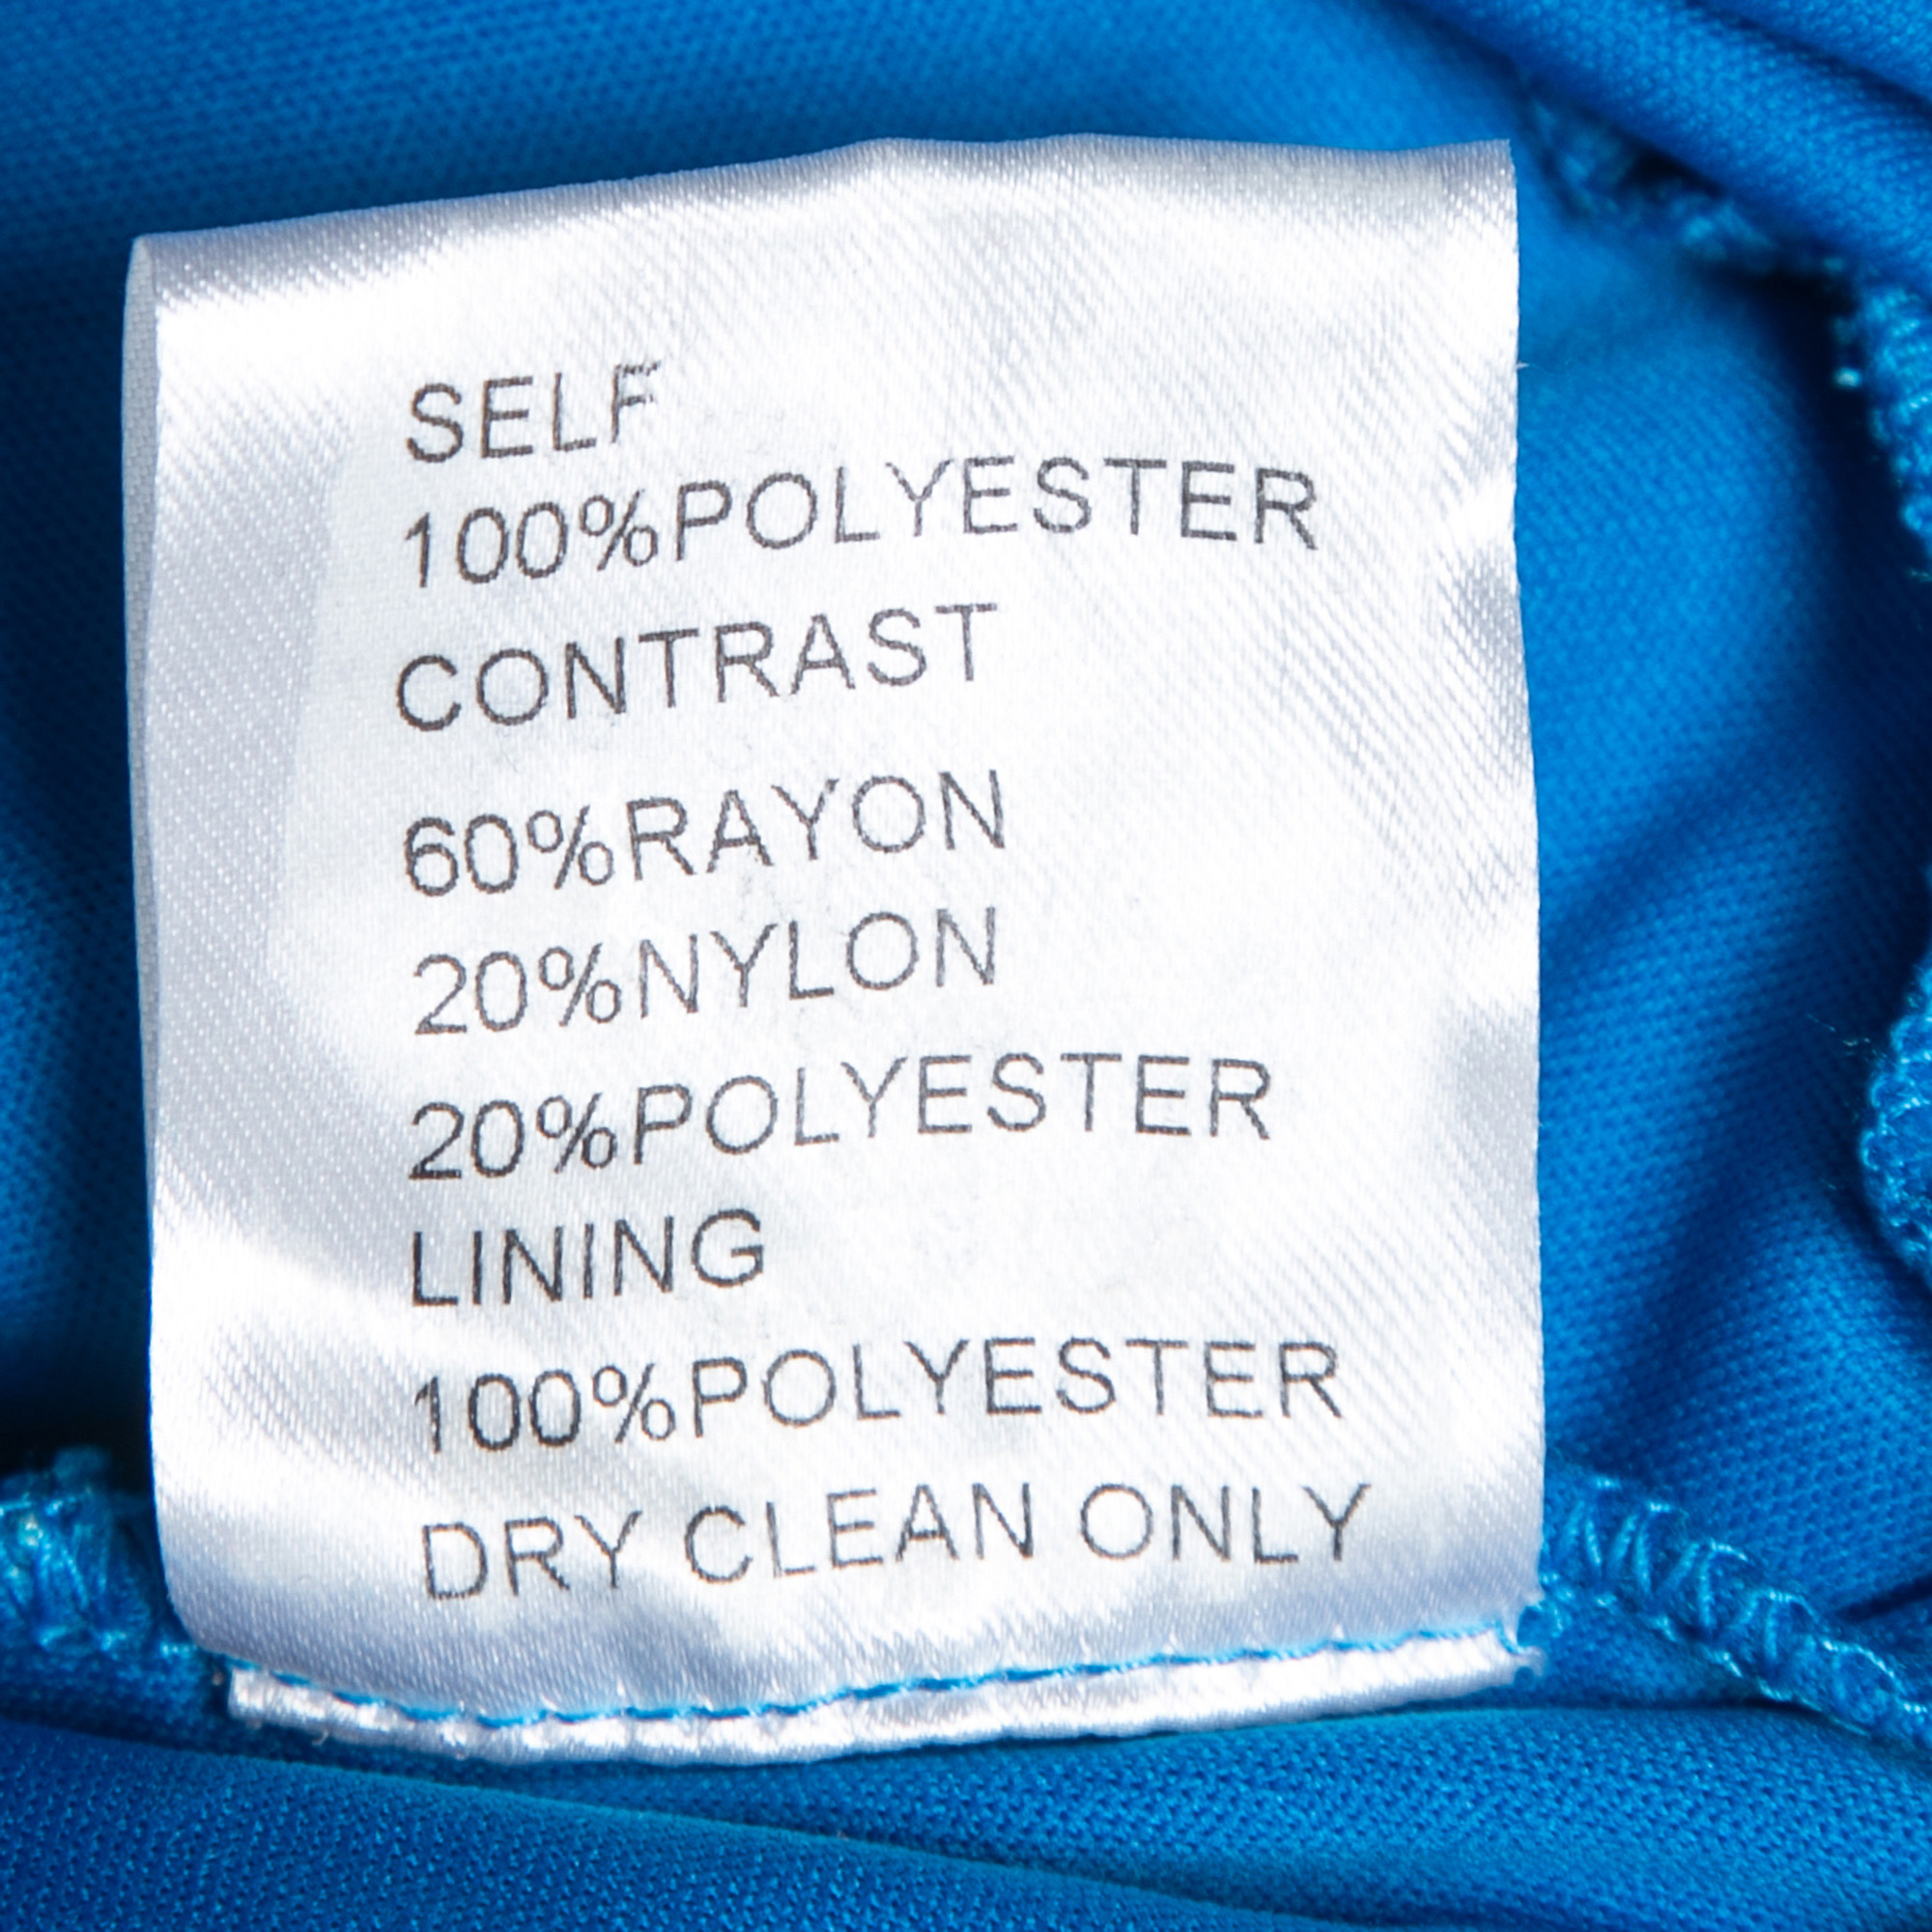 SELF
100%POLYESTER
CONTRAST
60%RAYON
20%NYLON
20%POLYESTER
LINING
100%POLYESTER
DRY CLEAN ONLY